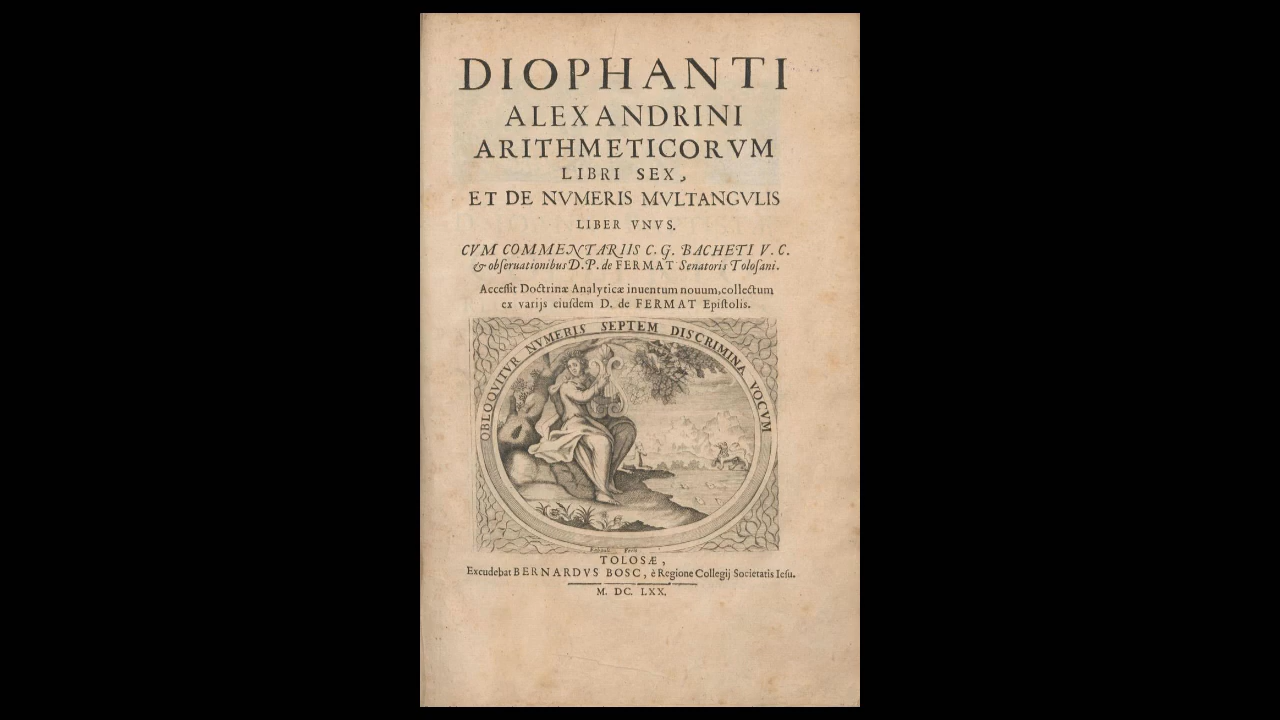 DIOPHANTI
ALEXANDRINI
ARITHMETICORVM
LIBRI SEX,
ET DE NVMERIS MVLTANGVLIS
LIBER VNVS.
CVM COMMENTARIIS C. G. BACHETI V. C.
& obſeruationibus D. P. de FERMAT Senatoris Toloſani.
Acceſſit Doctrinæ Analyticæ inuentum nouum, collectum
ex varijs eiuſdem D. de FERMAT Epiſtolis.
OBLOQVITVR NVMERIS SEPTEM DISCRIMINA VOCVM
TOLOSÆ,
Excudebat BERNARDVS BOSC, è Regione Collegij Societatis Ieſu.
M. DC. LXX.